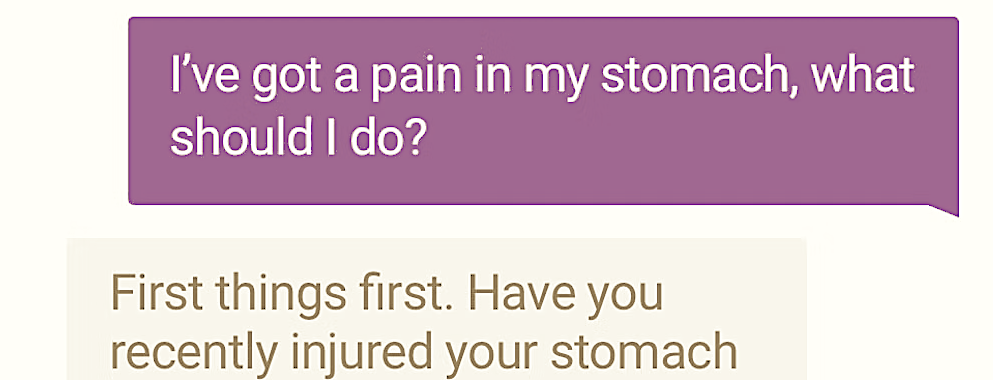 I’ve got a pain in my stomach, what
should I do?
First things first. Have you
recently injured your stomach